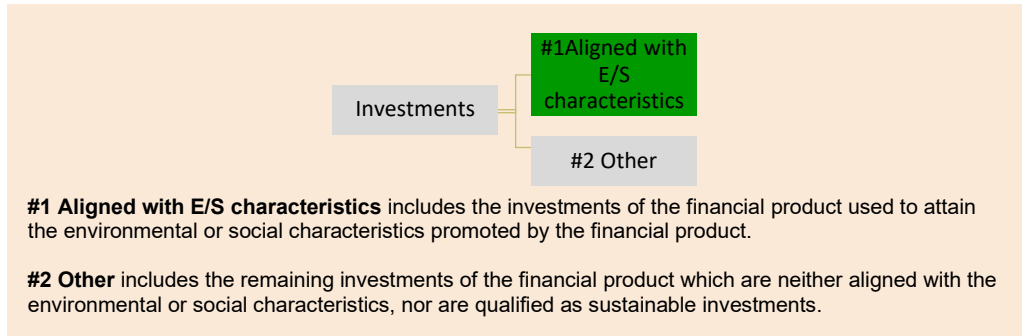 #1Aligned with
E/S
characteristics
Investments
#2 Other
#1 Aligned with E/S characteristics includes the investments of the financial product used to attain
the environmental or social characteristics promoted by the financial product.
#2 Other includes the remaining investments of the financial product which are neither aligned with the
environmental or social characteristics, nor are qualified as sustainable investments.